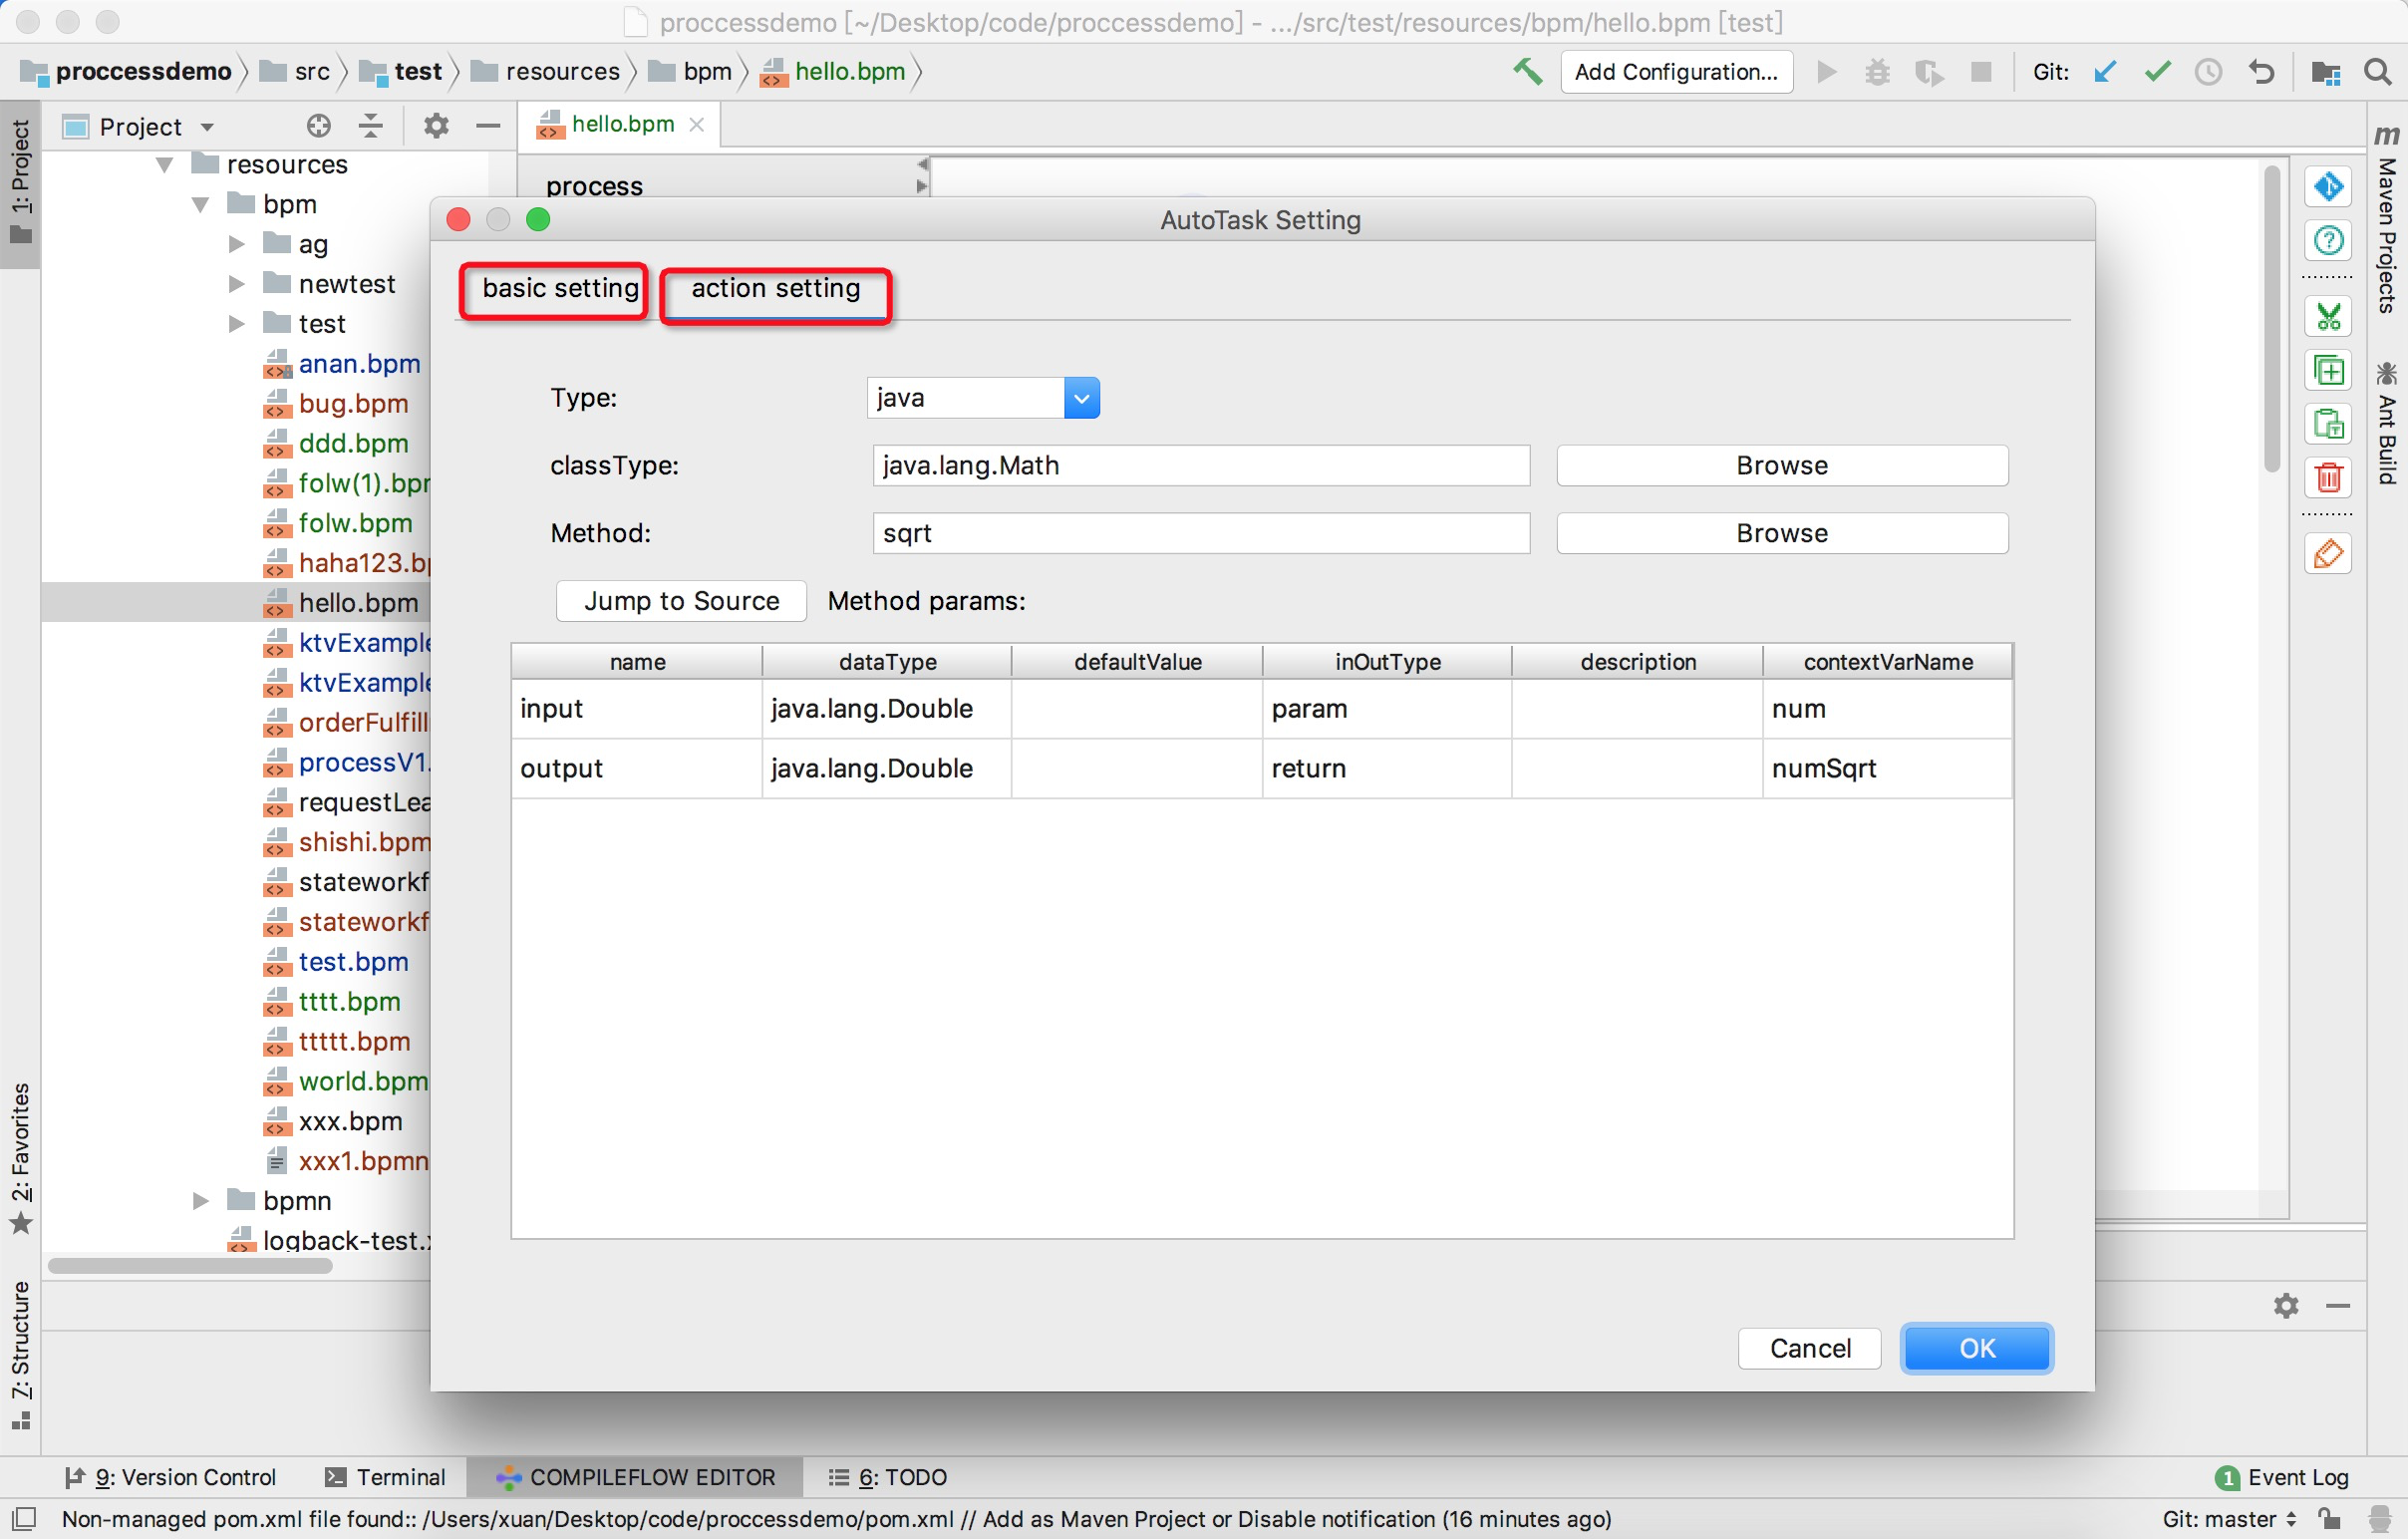 proccessdemo [~/Desktop/code/proccessdemo] - .../src/test/resources/bpm/hello.bpm [test]
proccessdemo src test resources bpm hello.bpm Add Configuration... Git:
1: Project
Project
hello.bpm
m Maven Projects
Ant Build
resources
process
bpm
ag
newtest
test
anan.bpm
bug.bpm
ddd.bpm
folw(1).bpm
folw.bpm
haha123.bp
hello.bpm
ktvExample
ktvExample
orderFulfill
processV1.
requestLea
shishi.bpm
statework
statework
test.bpm
tttt.bpm
ttttt.bpm
world.bpm
xxx.bpm
xxx1.bpmn
bpmn
logback-test.x
AutoTask Setting
basic setting action setting
Type: java
classType: java.lang.Math Browse
Method: sqrt Browse
Jump to Source Method params:
name dataType defaultValue inOutType description contextVarName
input java.lang.Double param num
output java.lang.Double return numSqrt
Cancel OK
2: Favorites
7: Structure
9: Version Control Terminal COMPILEFLOW EDITOR 6: TODO 1 Event Log
Non-managed pom.xml file found:: /Users/xuan/Desktop/code/proccessdemo/pom.xml // Add as Maven Project or Disable notification (16 minutes ago) Git: master